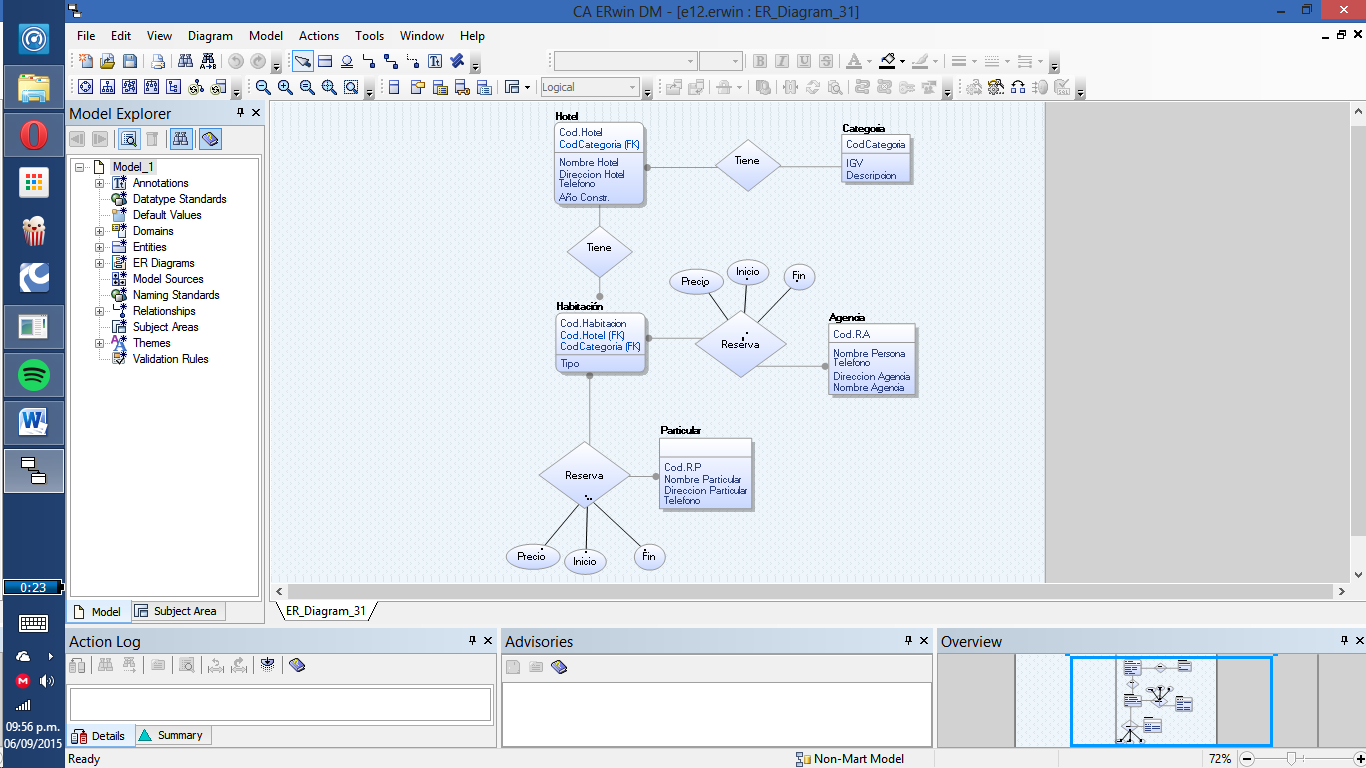 CA ERwin DM - [e12.erwin : ER_Diagram_31]
File Edit View Diagram Model Actions Tools Window Help
Logical
Model Explorer
Model_1
Annotations
Datatype Standards
Default Values
Domains
Entities
ER Diagrams
Model Sources
Naming Standards
Relationships
Subject Areas
Themes
Validation Rules
Model
Subject Area
Hotel
Cod.Hotel
CodCategoria (FK)
Nombre Hotel
Direccion Hotel
Telefono
Año Constr.
Tiene
Categoria
CodCategoria
IGV
Descripcion
Tiene
Precio
Inicio
Fin
Habitación
Cod.Habitacion
Cod.Hotel (FK)
CodCategoria (FK)
Tipo
Reserva
Agencia
Cod.R.A
Nombre Persona
Telefono
Direccion Agencia
Nombre Agencia
Particular
Cod.R.P
Nombre Particular
Direccion Particular
Telefono
Reserva
Precio
Inicio
Fin
ER_Diagram_31
Action Log
Details
Summary
Advisories
Overview
0:23
09:56 p.m.
06/09/2015
Ready
Non-Mart Model
72%